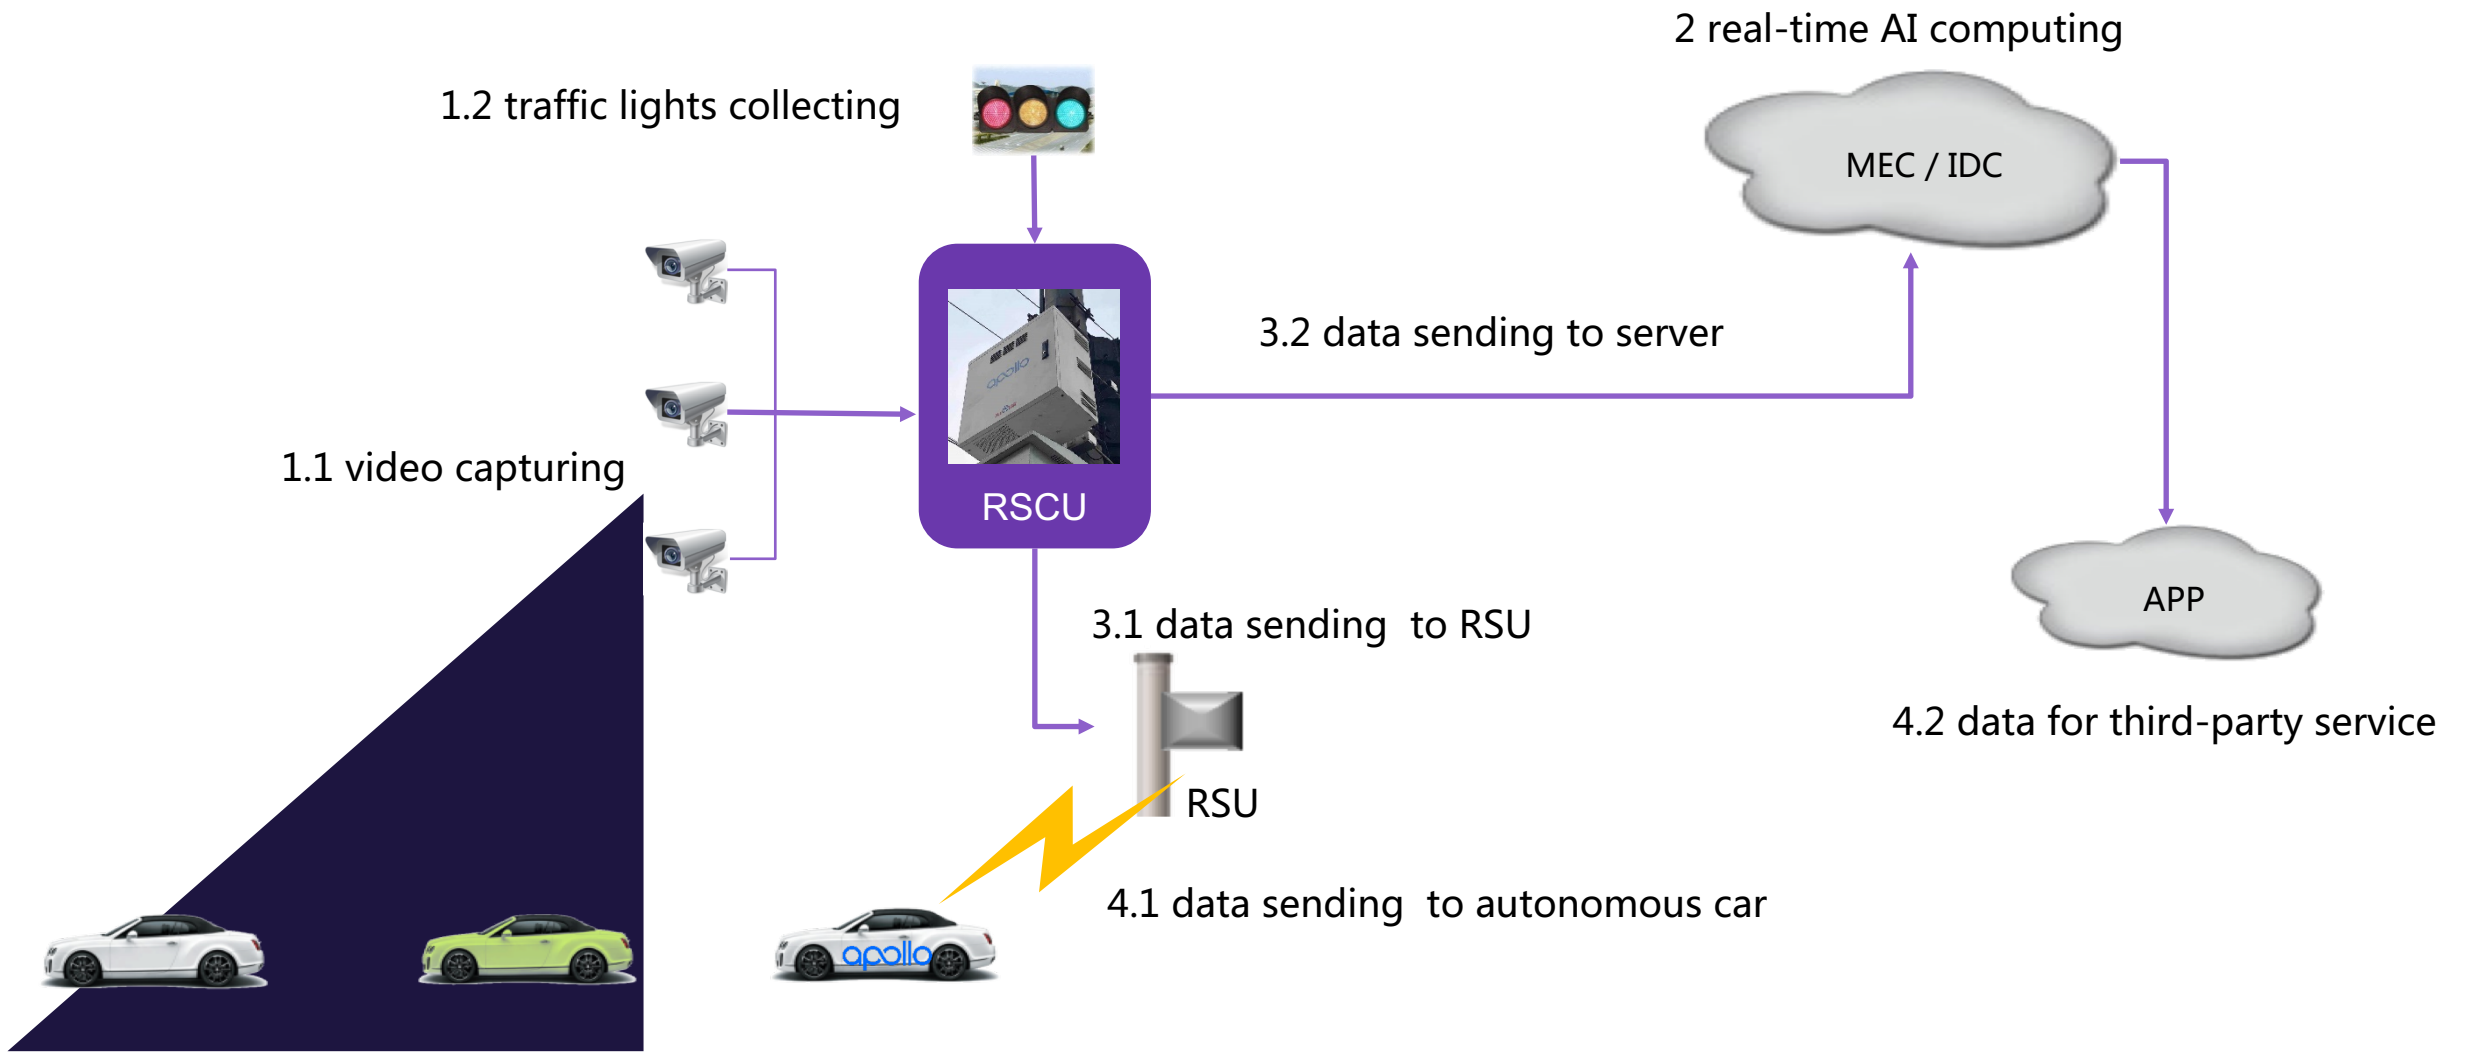 2 real-time AI computing
1.2 traffic lights collecting
MEC / IDC
3.2 data sending to server
apollo
RSCU
1.1 video capturing
3.1 data sending to RSU
APP
4.2 data for third-party service
RSU
4.1 data sending to autonomous car
apollo